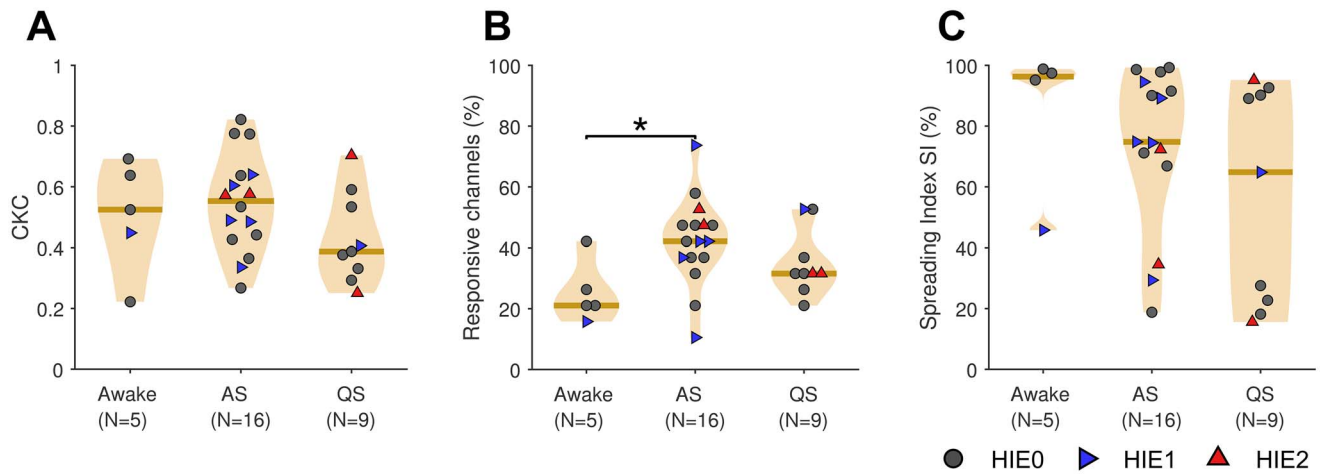 A
CKC
1
0.8
0.6
0.4
0.2
0
Awake
(N=5)
AS
(N=16)
QS
(N=9)
B
Responsive channels (%)
100
80
60
40
20
0
*
Awake
(N=5)
AS
(N=16)
QS
(N=9)
C
Spreading Index SI (%)
100
80
60
40
20
0
Awake
(N=5)
AS
(N=16)
QS
(N=9)
HIE0 HIE1 HIE2